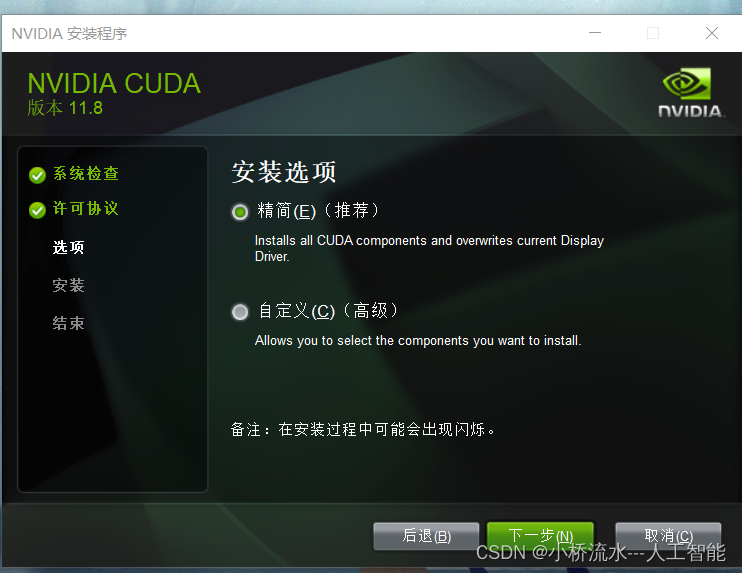 NVIDIA 安装程序
NVIDIA CUDA
版本 11.8
NVIDIA.
系统检查
许可协议
选项
安装
结束
安装选项
精简(E)（推荐）
Installs all CUDA components and overwrites current Display
Driver.
自定义(C)（高级）
Allows you to select the components you want to install.
备注：在安装过程中可能会出现闪烁。
后退(B)
下一步(N)
取消(C)
CSDN @小桥流水---人工智能